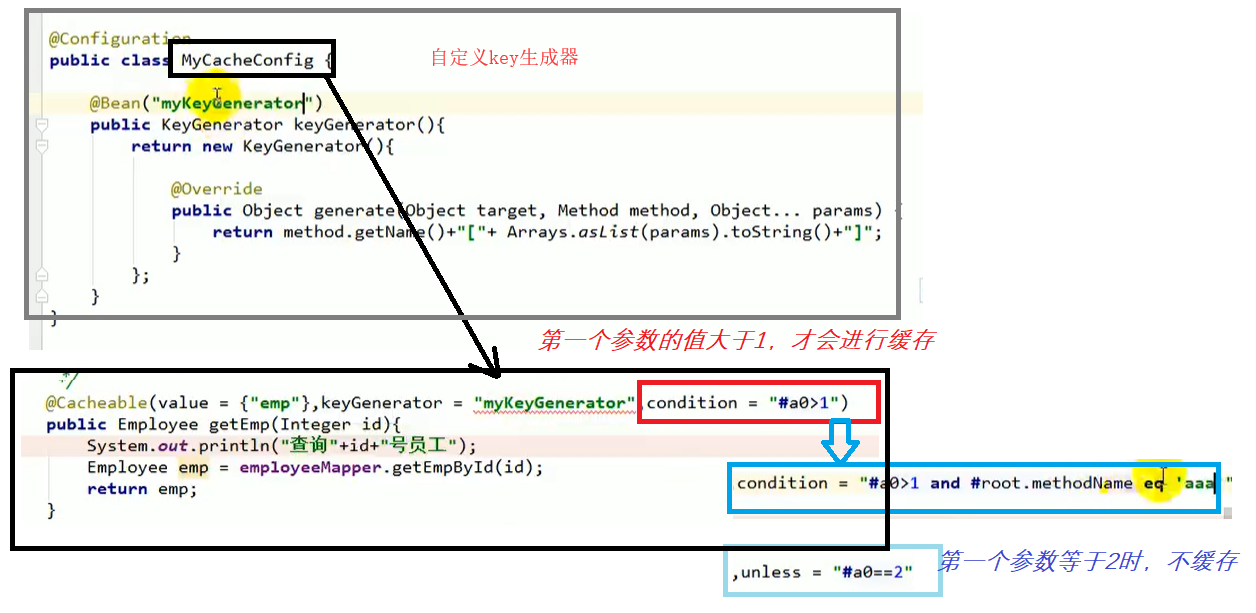 @Configuration
public class MyCacheConfig {
自定义key生成器
@Bean("myKeyGenerator")
public KeyGenerator keyGenerator(){
return new KeyGenerator(){
@Override
public Object generate(Object target, Method method, Object... params) {
return method.getName()+"["+ Arrays.asList(params).toString()+"]";
}
};
}
}
第一个参数的值大于1，才会进行缓存
*/
@Cacheable(value = {"emp"},keyGenerator = "myKeyGenerator",condition = "#a0>1")
public Employee getEmp(Integer id){
System.out.println("查询"+id+"号员工");
Employee emp = employeeMapper.getEmpById(id);
return emp;
}
condition = "#a0>1 and #root.methodName eq 'aaa "
,unless = "#a0==2"
第一个参数等于2时，不缓存